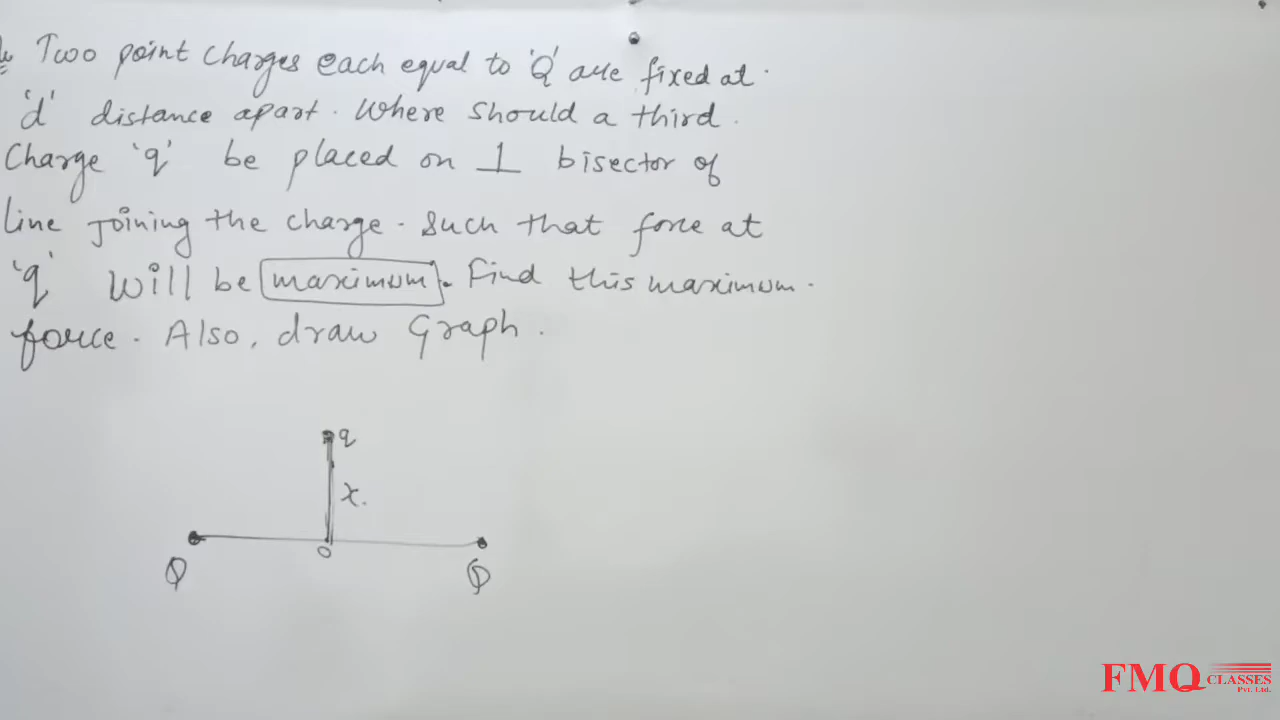 Two point charges each equal to 'Q' are fixed at
'd' distance apart. Where should a third.
Charge 'q' be placed on ⊥ bisector of
line joining the charge. Such that force at
'q' will be maximum. Find this maximum.
force. Also, draw Graph.
q
x.
O
Q Q
FMQ CLASSES
Pvt. Ltd.